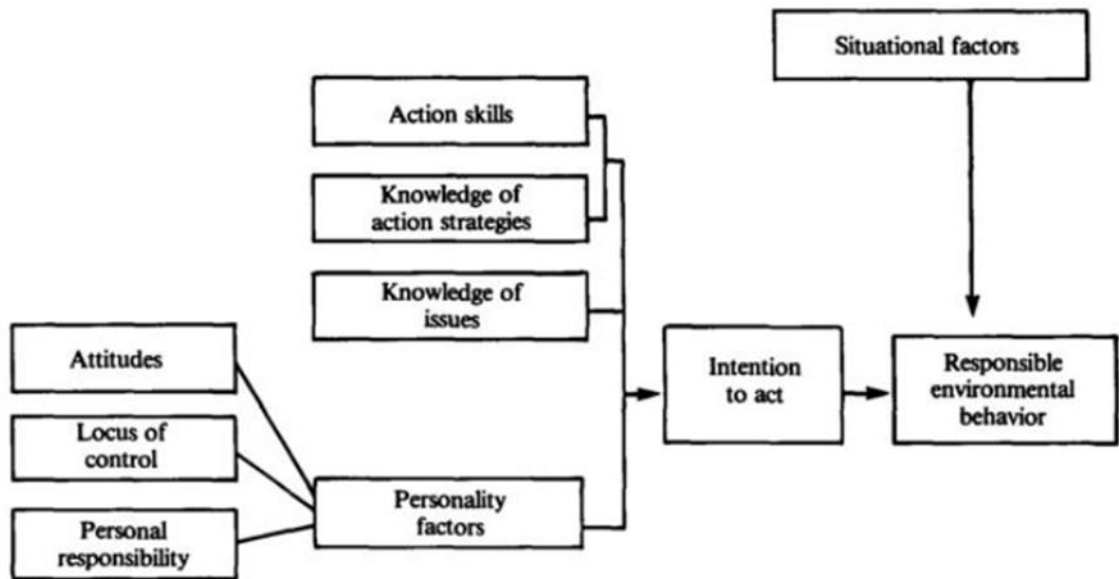 Situational factors
Action skills
Knowledge of
action strategies
Knowledge of
issues
Attitudes
Locus of
control
Personal
responsibility
Personality
factors
Intention
to act
Responsible
environmental
behavior